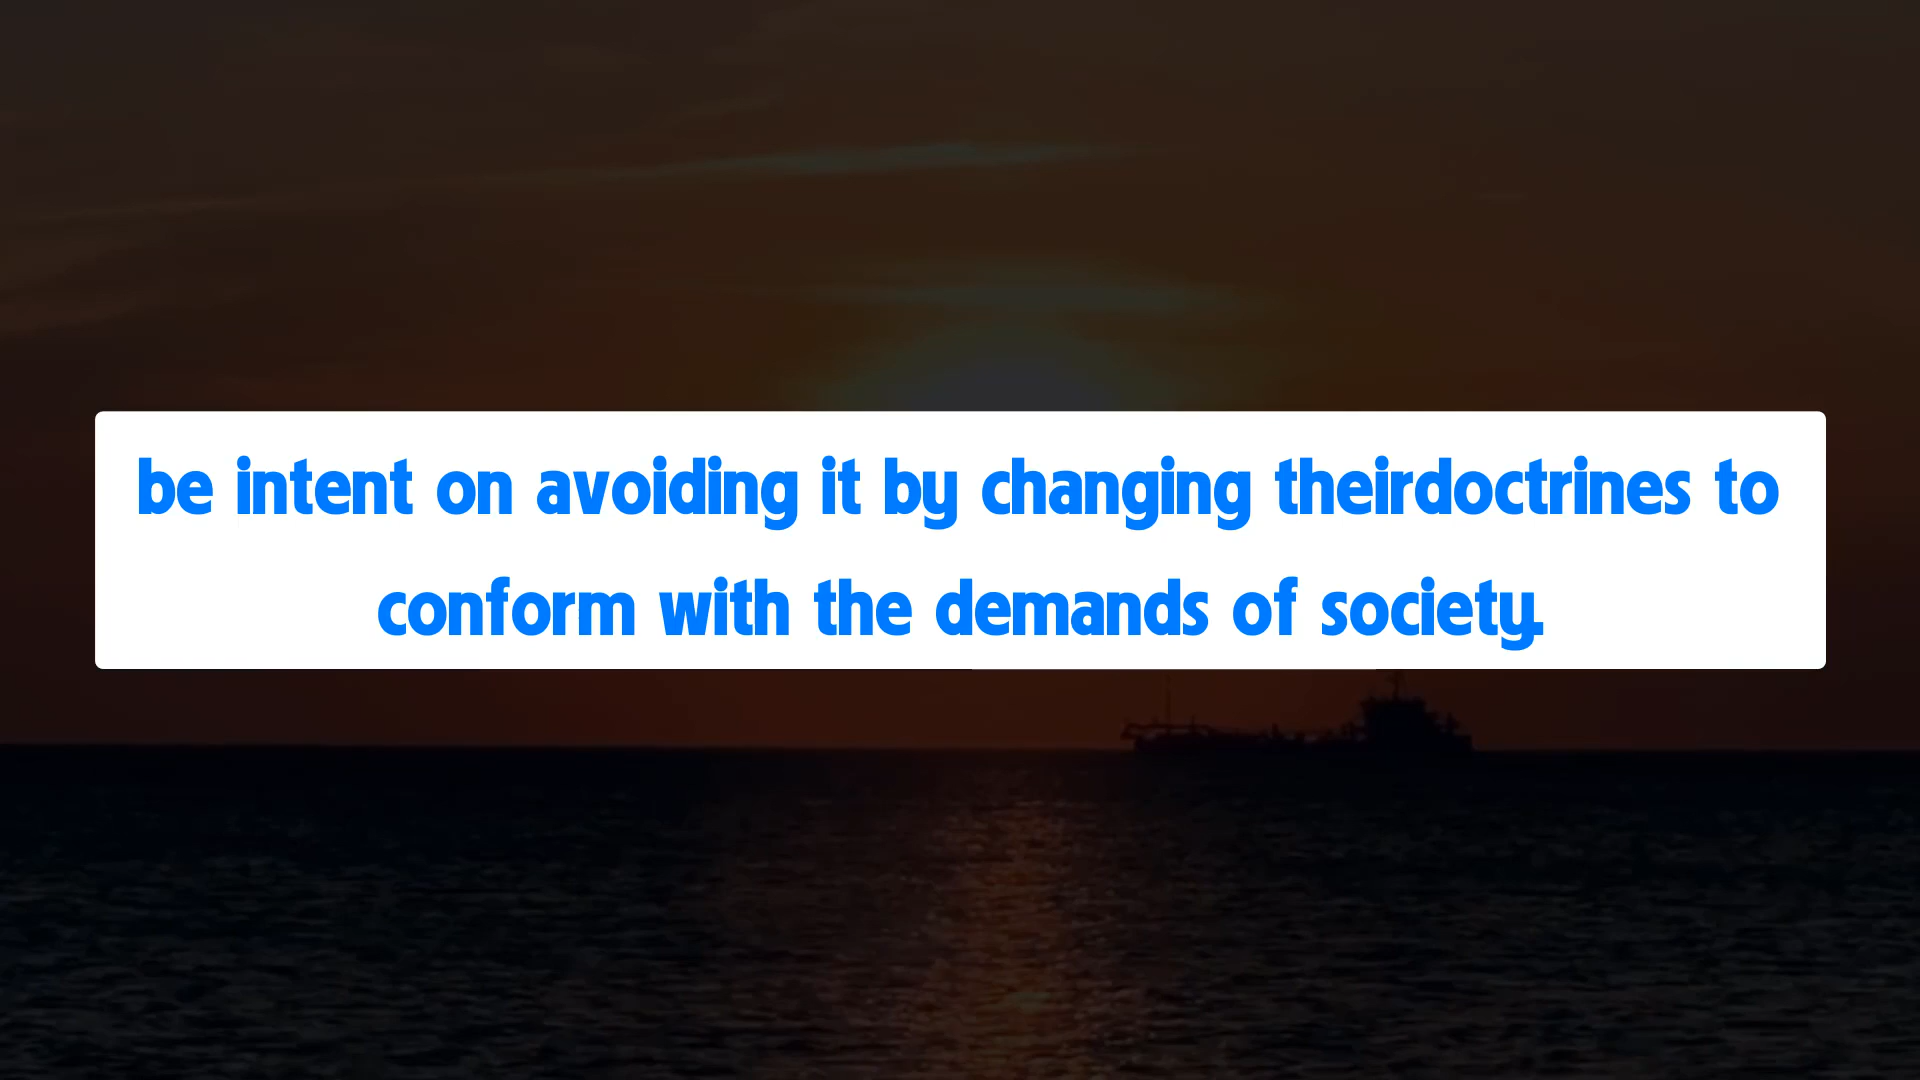 be intent on avoiding it by changing theirdoctrines to
conform with the demands of society.